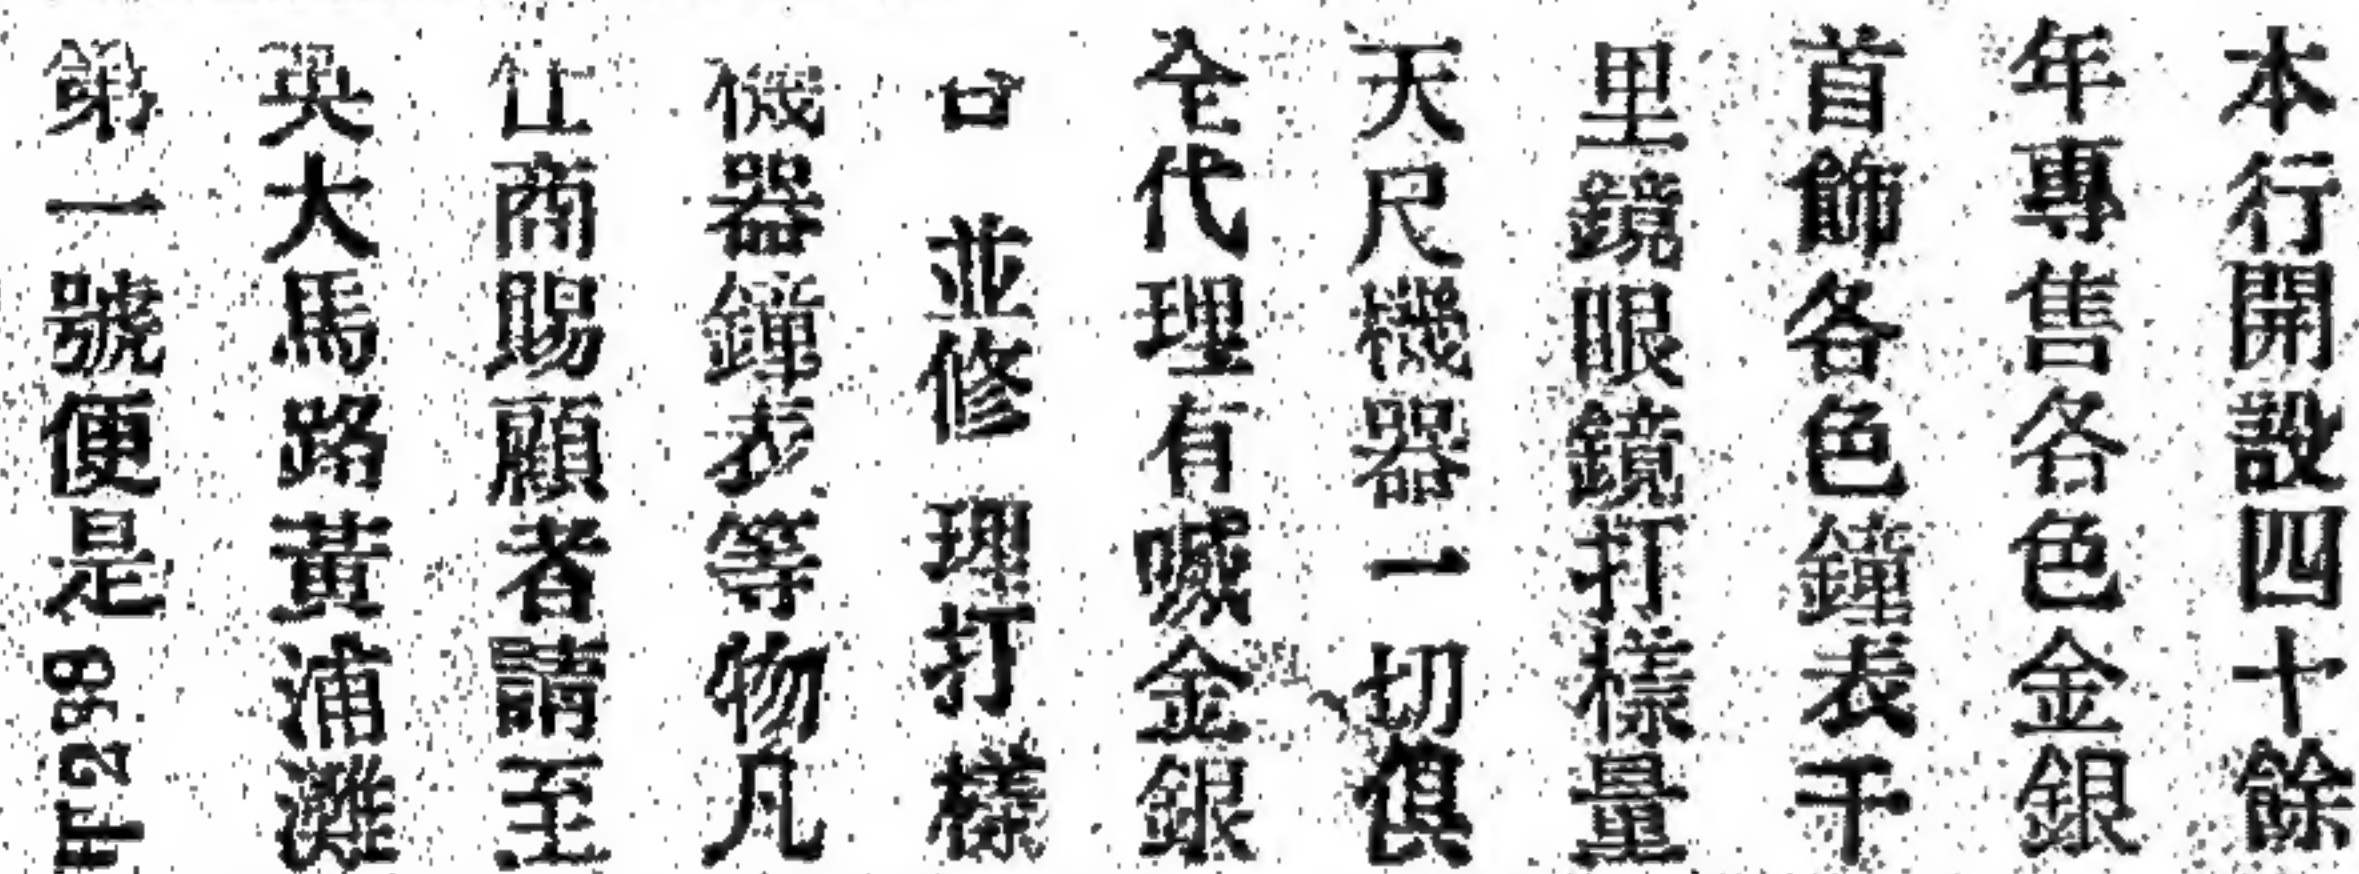 本行開設四十餘
年專售各色金銀
首飾各色鐘表千
里鏡眼鏡打樣量
天尺機器一切俱
全代理有喊金銀
並修理打樣
機器鐘表等物凡
仕商賜顧者請至
英大馬路黃浦灘
第一號便是